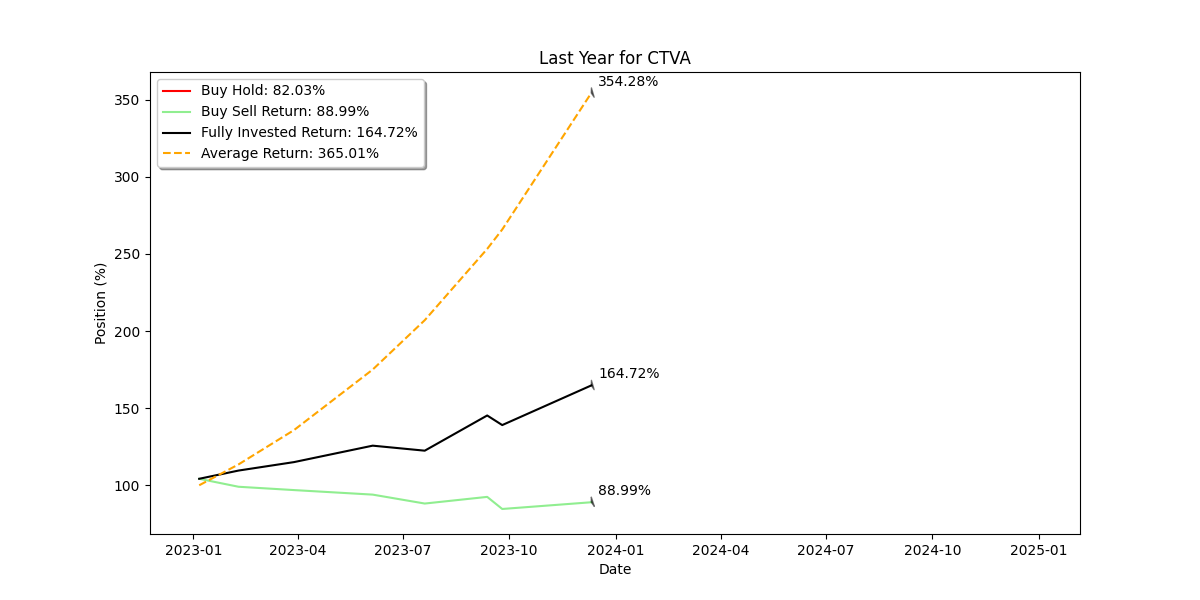 Last Year for CTVA
354.28%
Buy Hold: 82.03%
Buy Sell Return: 88.99%
Fully Invested Return: 164.72%
Average Return: 365.01%
350
300
250
200
150
100
Position (%)
164.72%
88.99%
2023-01 2023-04 2023-07 2023-10 2024-01 2024-04 2024-07 2024-10 2025-01
Date